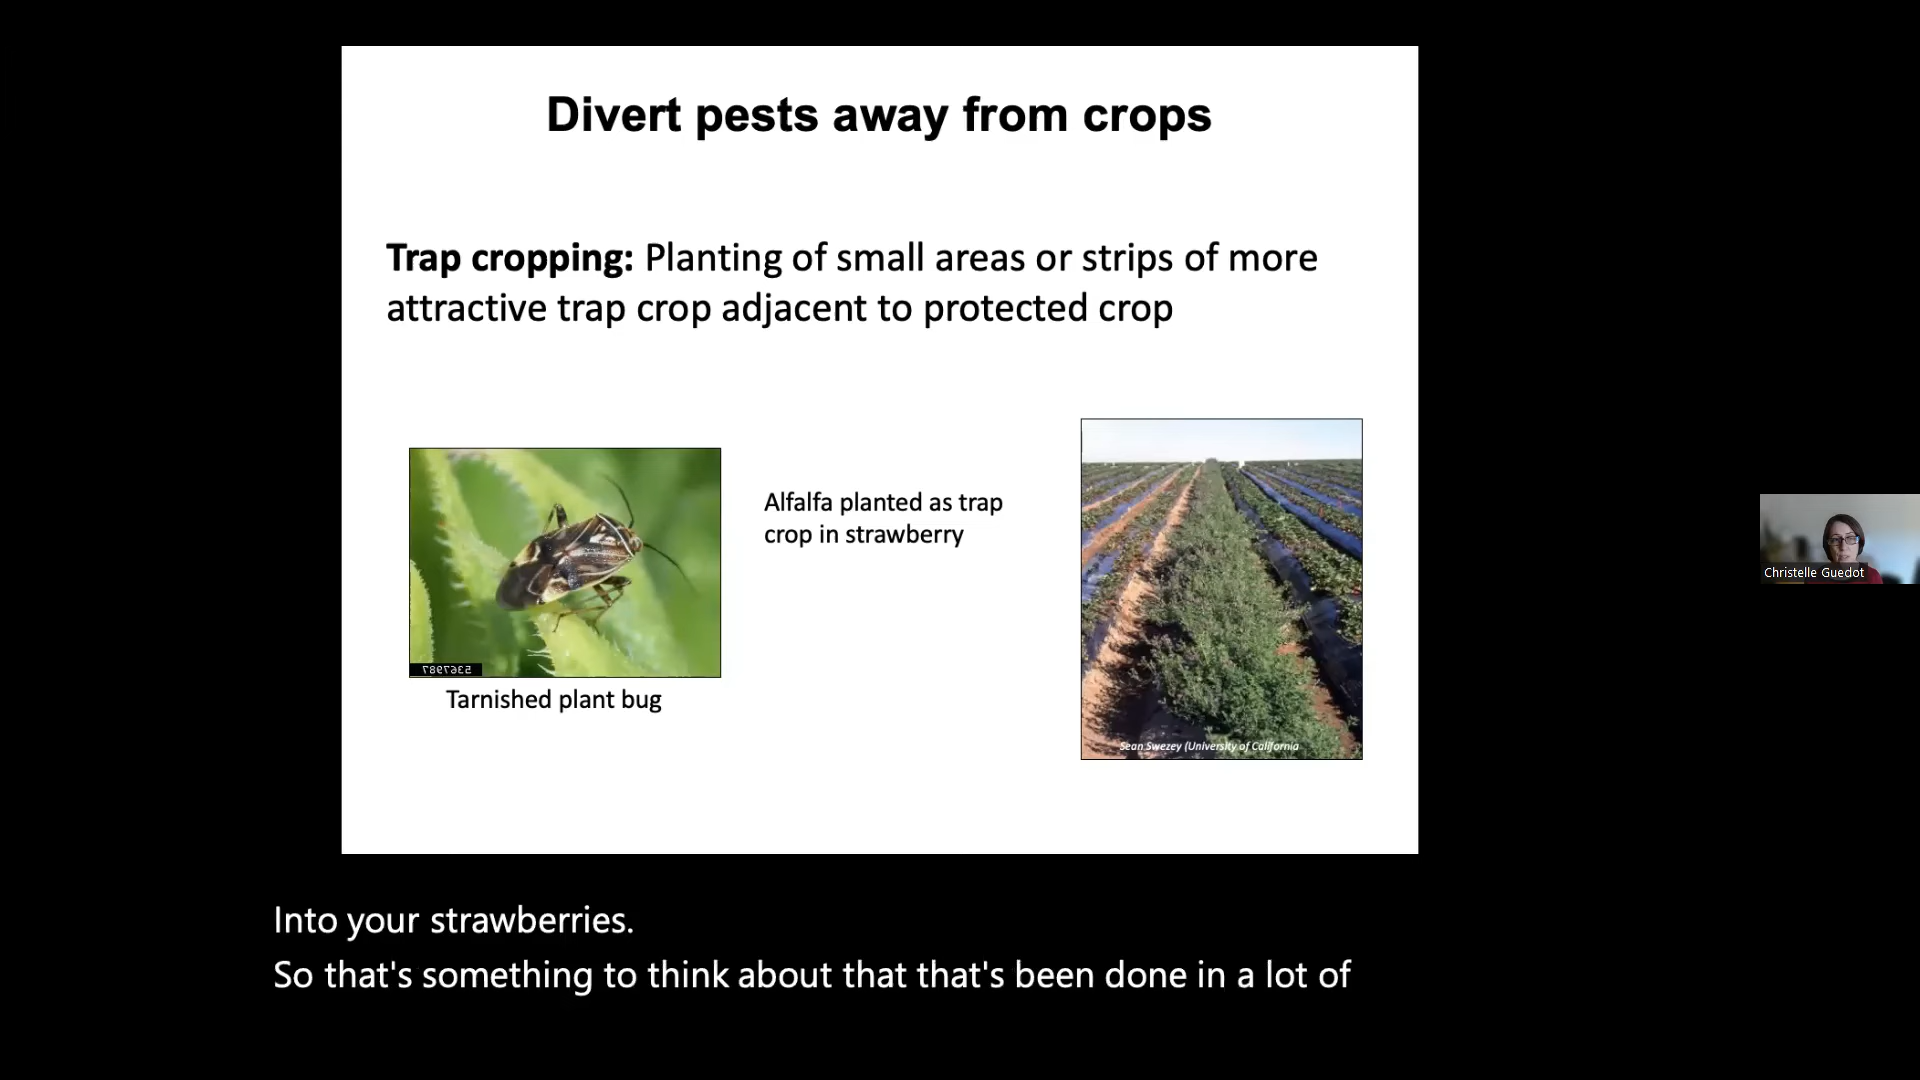 Divert pests away from crops
Trap cropping: Planting of small areas or strips of more
attractive trap crop adjacent to protected crop
Alfalfa planted as trap
crop in strawberry
5367987
Tarnished plant bug
Sean Swezey (University of California
Christelle Guedot
Into your strawberries.
So that's something to think about that that's been done in a lot of